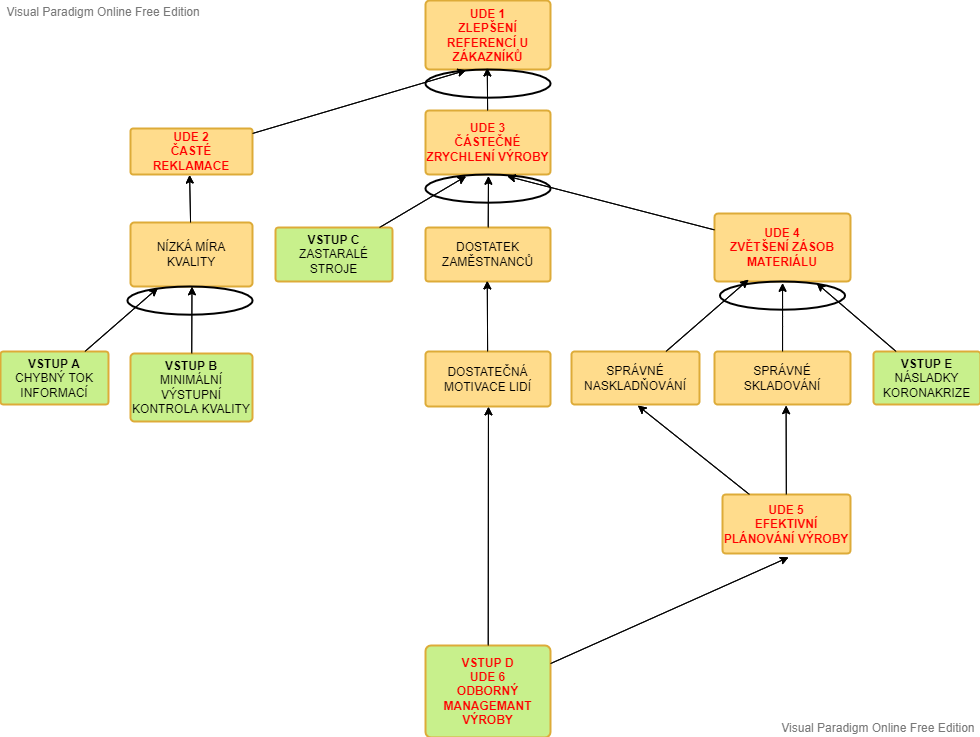 Visual Paradigm Online Free Edition
UDE 1
ZLEPŠENÍ
REFERENCÍ U
ZÁKAZNÍKŮ
UDE 2
ČASTÉ
REKLAMACE
UDE 3
ČÁSTEČNÉ
ZRYCHLENÍ VÝROBY
NÍZKÁ MÍRA
KVALITY
VSTUP C
ZASTARALÉ
STROJE
DOSTATEK
ZAMĚSTNANCŮ
UDE 4
ZVĚTŠENÍ ZÁSOB
MATERIÁLU
VSTUP A
CHYBNÝ TOK
INFORMACÍ
VSTUP B
MINIMÁLNÍ
VÝSTUPNÍ
KONTROLA KVALITY
DOSTATEČNÁ
MOTIVACE LIDÍ
SPRÁVNÉ
NASKLADŇOVÁNÍ
SPRÁVNÉ
SKLADOVÁNÍ
VSTUP E
NÁSLADKY
KORONAKRIZE
UDE 5
EFEKTIVNÍ
PLÁNOVÁNÍ VÝROBY
VSTUP D
UDE 6
ODBORNÝ
MANAGEMANT
VÝROBY
Visual Paradigm Online Free Edition